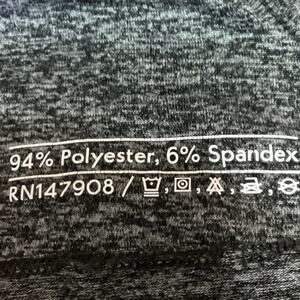 94% Polyester, 6% Spandex
RN147908 /